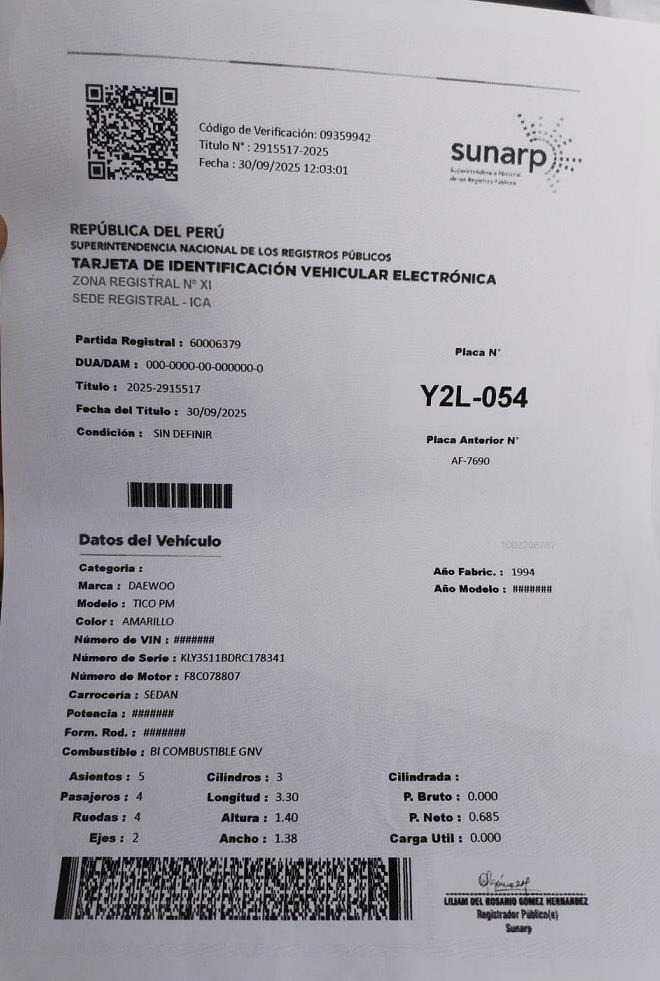 Código de Verificación: 09359942
Título N° : 2915517-2025
Fecha : 30/09/2025 12:03:01
sunarp
Superintendencia Nacional
de los Registros Públicos
REPÚBLICA DEL PERÚ
SUPERINTENDENCIA NACIONAL DE LOS REGISTROS PÚBLICOS
TARJETA DE IDENTIFICACIÓN VEHICULAR ELECTRÓNICA
ZONA REGISTRAL N° XI
SEDE REGISTRAL - ICA
Partida Registral : 60006379
DUA/DAM : 000-0000-00-000000-0
Título : 2025-2915517
Fecha del Título : 30/09/2025
Condición : SIN DEFINIR
Placa N°
Y2L-054
Placa Anterior N°
AF-7690
Datos del Vehículo
Categoría :
Marca : DAEWOO
Modelo : TICO PM
Color : AMARILLO
Número de VIN : #######
Número de Serie : KLY3S11BDRC178341
Número de Motor : F8C078807
Carrocería : SEDAN
Potencia : #######
Form. Rod. : #######
Combustible : BI COMBUSTIBLE GNV
Año Fabric. : 1994
Año Modelo : #######
Asientos : 5 Cilindros : 3 Cilindrada :
Pasajeros : 4 Longitud : 3.30 P. Bruto : 0.000
Ruedas : 4 Altura : 1.40 P. Neto : 0.685
Ejes : 2 Ancho : 1.38 Carga Util : 0.000
LILIAM DEL ROSARIO GOMEZ HERNANDEZ
Registrador Público(e)
Sunarp